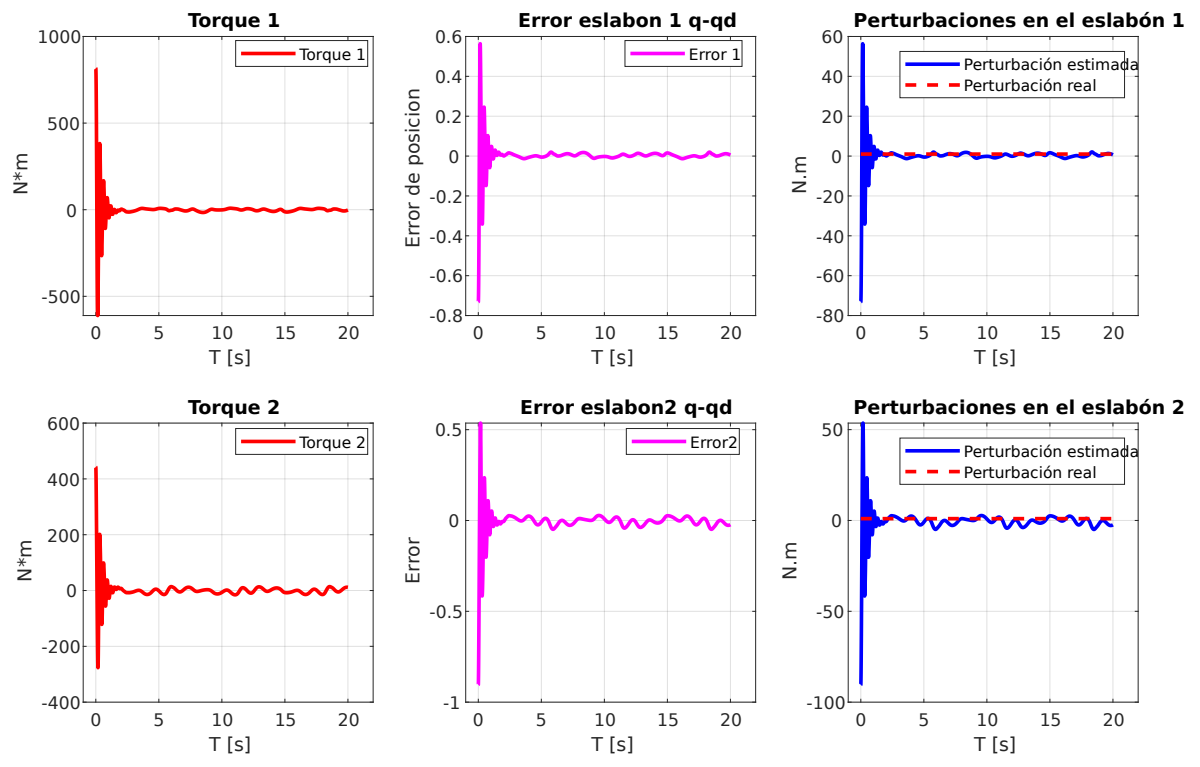 Torque 1
1000
500
0
-500
N*m
Torque 1
0 5 10 15 20
T [s]
Error eslabon 1 q-qd
0.6
0.4
0.2
0
-0.2
-0.4
-0.6
-0.8
Error de posicion
Error 1
0 5 10 15 20
T [s]
Perturbaciones en el eslabón 1
60
40
20
0
-20
-40
-60
-80
N.m
Perturbación estimada
Perturbación real
0 5 10 15 20
T [s]
Torque 2
600
400
200
0
-200
-400
N*m
Torque 2
0 5 10 15 20
T [s]
Error eslabon2 q-qd
0.5
0
-0.5
-1
Error
Error2
0 5 10 15 20
T [s]
Perturbaciones en el eslabón 2
50
0
-50
-100
N.m
Perturbación estimada
Perturbación real
0 5 10 15 20
T [s]